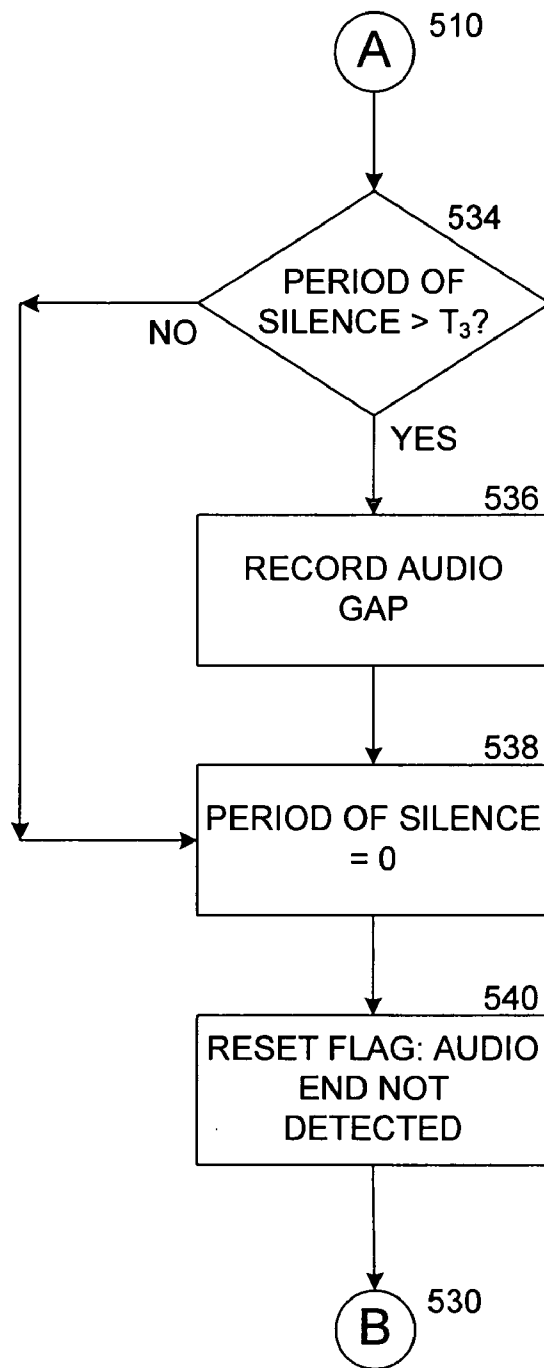 510
A
534
PERIOD OF
SILENCE > T₃?
NO
YES
536
RECORD AUDIO
GAP
538
PERIOD OF SILENCE
= 0
540
RESET FLAG: AUDIO
END NOT
DETECTED
530
B